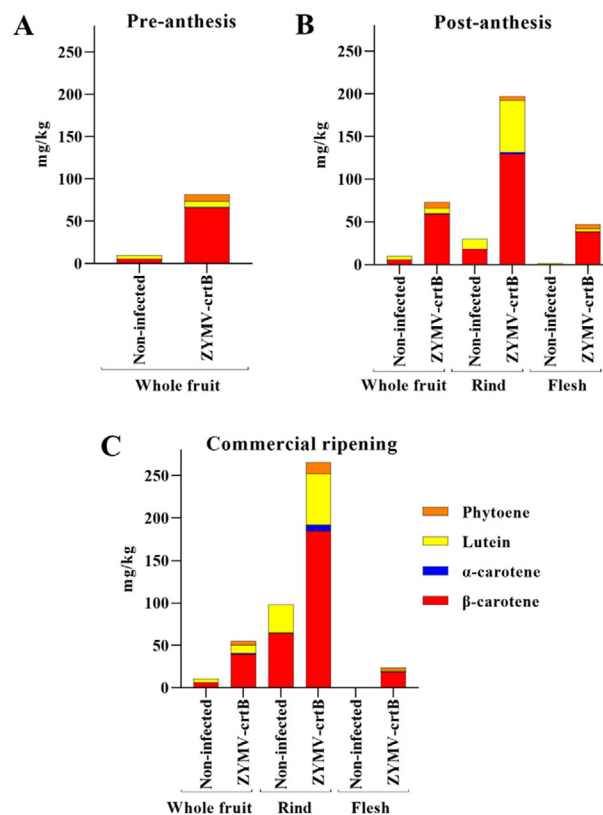 A
Pre-anthesis
mg/kg
250
200
150
100
50
0
Non-infected
ZYMV-crtB
Whole fruit
B
Post-anthesis
mg/kg
250
200
150
100
50
0
Non-infected
ZYMV-crtB
Non-infected
ZYMV-crtB
Non-infected
ZYMV-crtB
Whole fruit
Rind
Flesh
C
Commercial ripening
mg/kg
250
200
150
100
50
0
Non-infected
ZYMV-crtB
Non-infected
ZYMV-crtB
Non-infected
ZYMV-crtB
Whole fruit
Rind
Flesh
Phytoene
Lutein
α-carotene
β-carotene